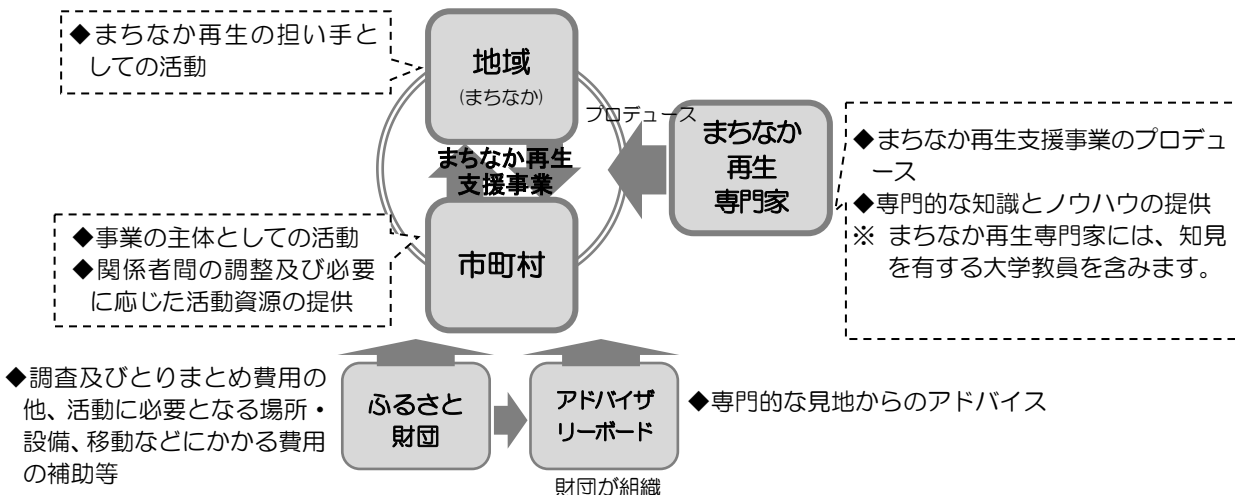 ◆まちなか再生の担い手と
しての活動
地域
(まちなか)
プロデュース
まちなか
再生
専門家
◆まちなか再生支援事業のプロデュ
ース
◆専門的な知識とノウハウの提供
※ まちなか再生専門家には、知見
を有する大学教員を含みます。
まちなか再生
支援事業
◆事業の主体としての活動
◆関係者間の調整及び必要
に応じた活動資源の提供
市町村
◆調査及びとりまとめ費用の
他、活動に必要となる場所・
設備、移動などにかかる費用
の補助等
ふるさと
財団
アドバイザ
リーボード
財団が組織
◆専門的な見地からのアドバイス